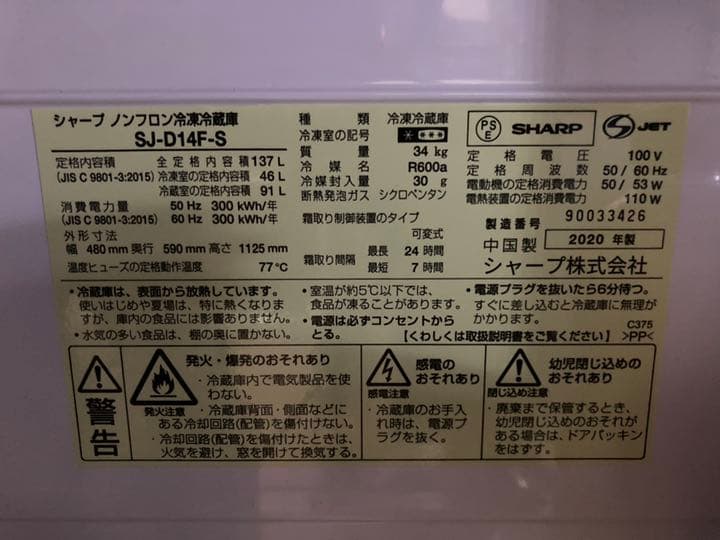 シャープ ノンフロン冷凍冷蔵庫
SJ-D14F-S
定格内容積 全定格内容積 137 L
(JIS C 9801-3:2015) 冷凍室の定格内容積 46 L
冷蔵室の定格内容積 91 L
消費電力量 50 Hz 300 kWh/年
(JIS C 9801-3:2015) 60 Hz 300 kWh/年
外形寸法
幅 480 mm 奥行 590 mm 高さ 1125 mm
温度ヒューズの定格動作温度 77℃
種類 冷凍冷蔵庫
冷凍室の記号
質量 34 kg
冷媒 R600a
冷媒封入量 30 g
断熱発泡ガス シクロペンタン
霜取り制御装置のタイプ
可変式
霜取り間隔 最長 24 時間
最短 7 時間
PS
E
SHARP
S JET
定格電圧 100 V
定格周波数 50 / 60 Hz
電動機の定格消費電力 50 / 53 W
電熱装置の定格消費電力 110 W
製造番号 90033426
中国製 2020 年製
シャープ株式会社
・冷蔵庫は、表面から放熱しています。
使いはじめや夏場は、特に熱くなりま
すが、庫内の食品には影響ありません。
・水気の多い食品は、棚の奥に置かない。
・室温が約5℃以下では、
食品が凍ることがあります。
・電源は必ずコンセントから
とる。
・電源プラグを抜いたら6分待つ。
すぐに差し込むと冷蔵庫に無理が
かかります。
【くわしくは取扱説明書をご覧ください】
C375
>PP<
警告
発火・爆発のおそれあり
発火注意
・冷蔵庫内で電気製品を使
わない。
・冷蔵庫背面・側面などに
ある冷却回路(配管)を傷付けない。
・冷却回路(配管)を傷付けたときは、
火気を避け、窓を開けて換気する。
感電の
おそれあり
感電注意
・冷蔵庫のお手入
れ時は、電源プ
ラグを抜く。
幼児閉じ込めの
おそれあり
閉じ込め注意
・廃棄まで保管するとき、
幼児閉じ込めのおそれが
ある場合は、ドアパッキン
をはずす。